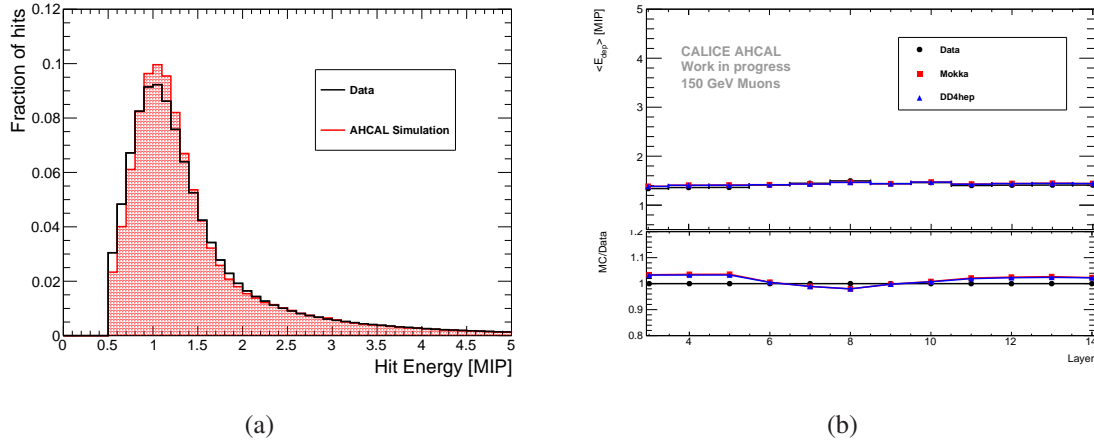 Fraction of hits
0.12
0.1
0.08
0.06
0.04
0.02
0
Data
AHCAL Simulation
0 0.5 1 1.5 2 2.5 3 3.5 4 4.5 5
Hit Energy [MIP]
(a)
<E_dep> [MIP]
5
4
3
2
1
CALICE AHCAL
Work in progress
150 GeV Muons
Data
Mokka
DD4hep
MC/Data
1.2
1.1
1.0
0.9
0.8
4 6 8 10 12 14
Layer
(b)